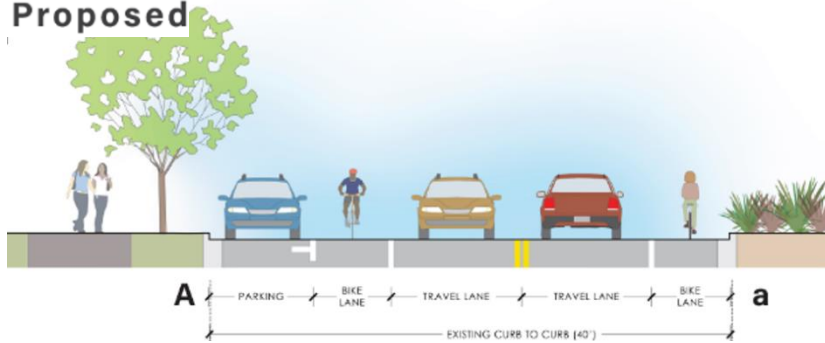 Proposed
A PARKING BIKE LANE TRAVEL LANE TRAVEL LANE BIKE LANE a
EXISTING CURB TO CURB (40')